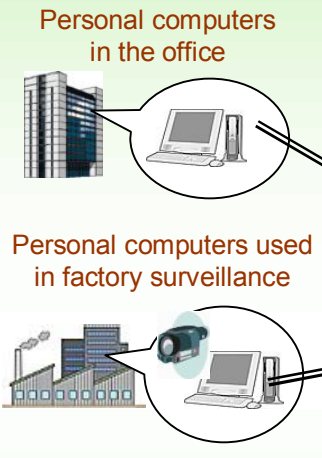 Personal computers
in the office
Personal computers used
in factory surveillance